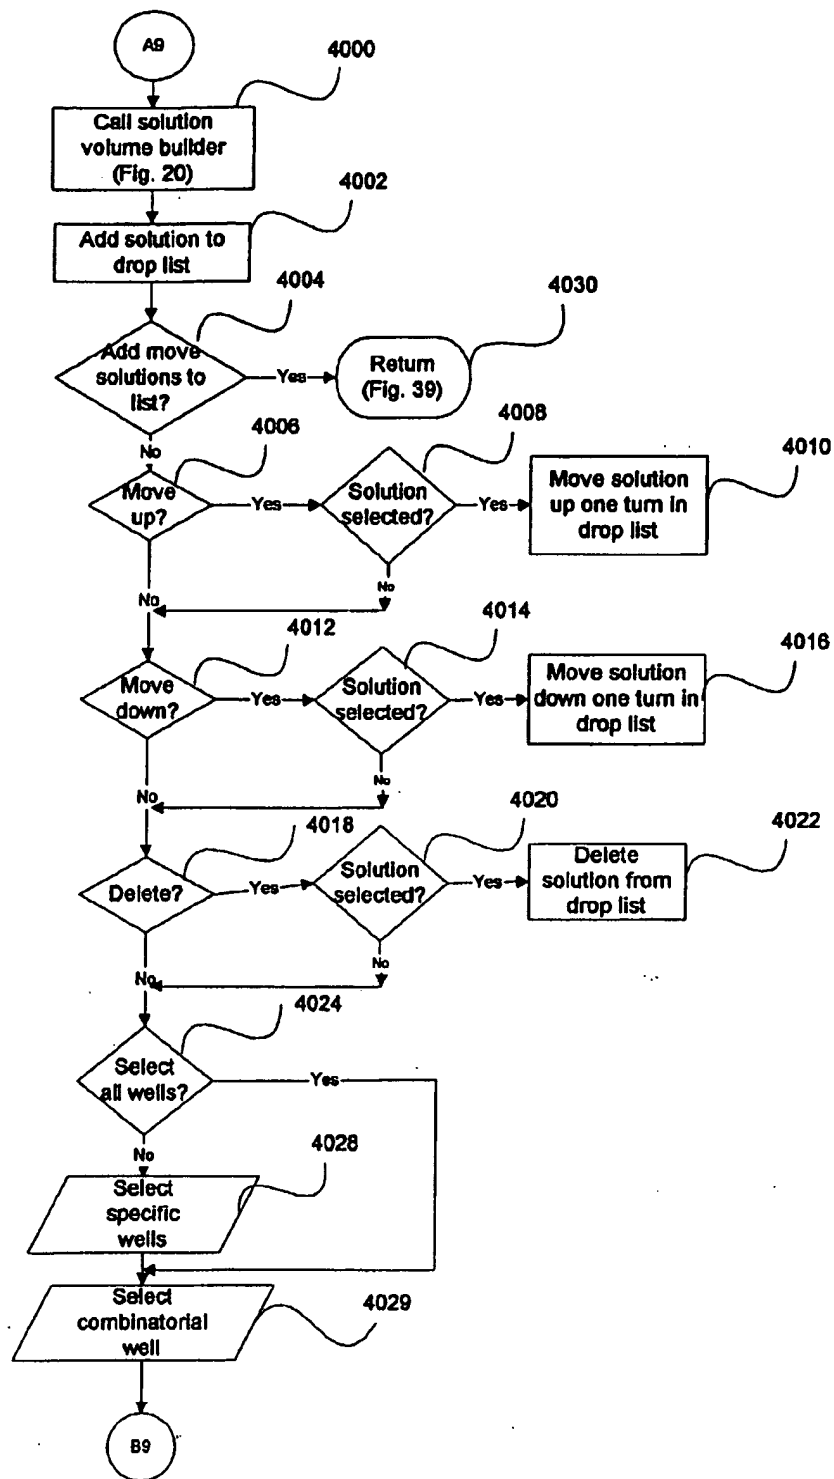 A9
4000
Call solution
volume builder
(Fig. 20)
4002
Add solution to
drop list
4004
4030
Add move
solutions to
list?
Yes
Return
(Fig. 39)
No
4006
4008
4010
Move
up?
Yes
Solution
selected?
Yes
Move solution
up one turn in
drop list
No
No
4012
4014
4016
Move
down?
Yes
Solution
selected?
Yes
Move solution
down one turn in
drop list
No
No
4018
4020
4022
Delete?
Yes
Solution
selected?
Yes
Delete
solution from
drop list
No
No
4024
Select
all wells?
Yes
No
4028
Select
specific
wells
Select
combinatorial
well
4029
B9